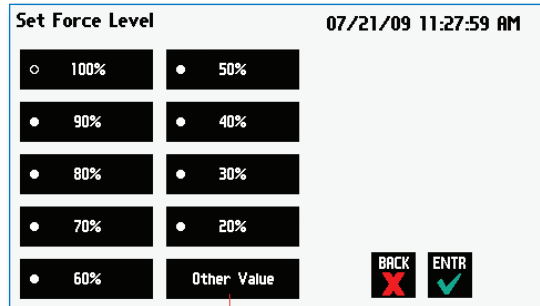 Set Force Level
07/21/09 11:27:59 AM
100%
50%
90%
40%
80%
30%
70%
20%
60%
Other Value
BACK
ENTR